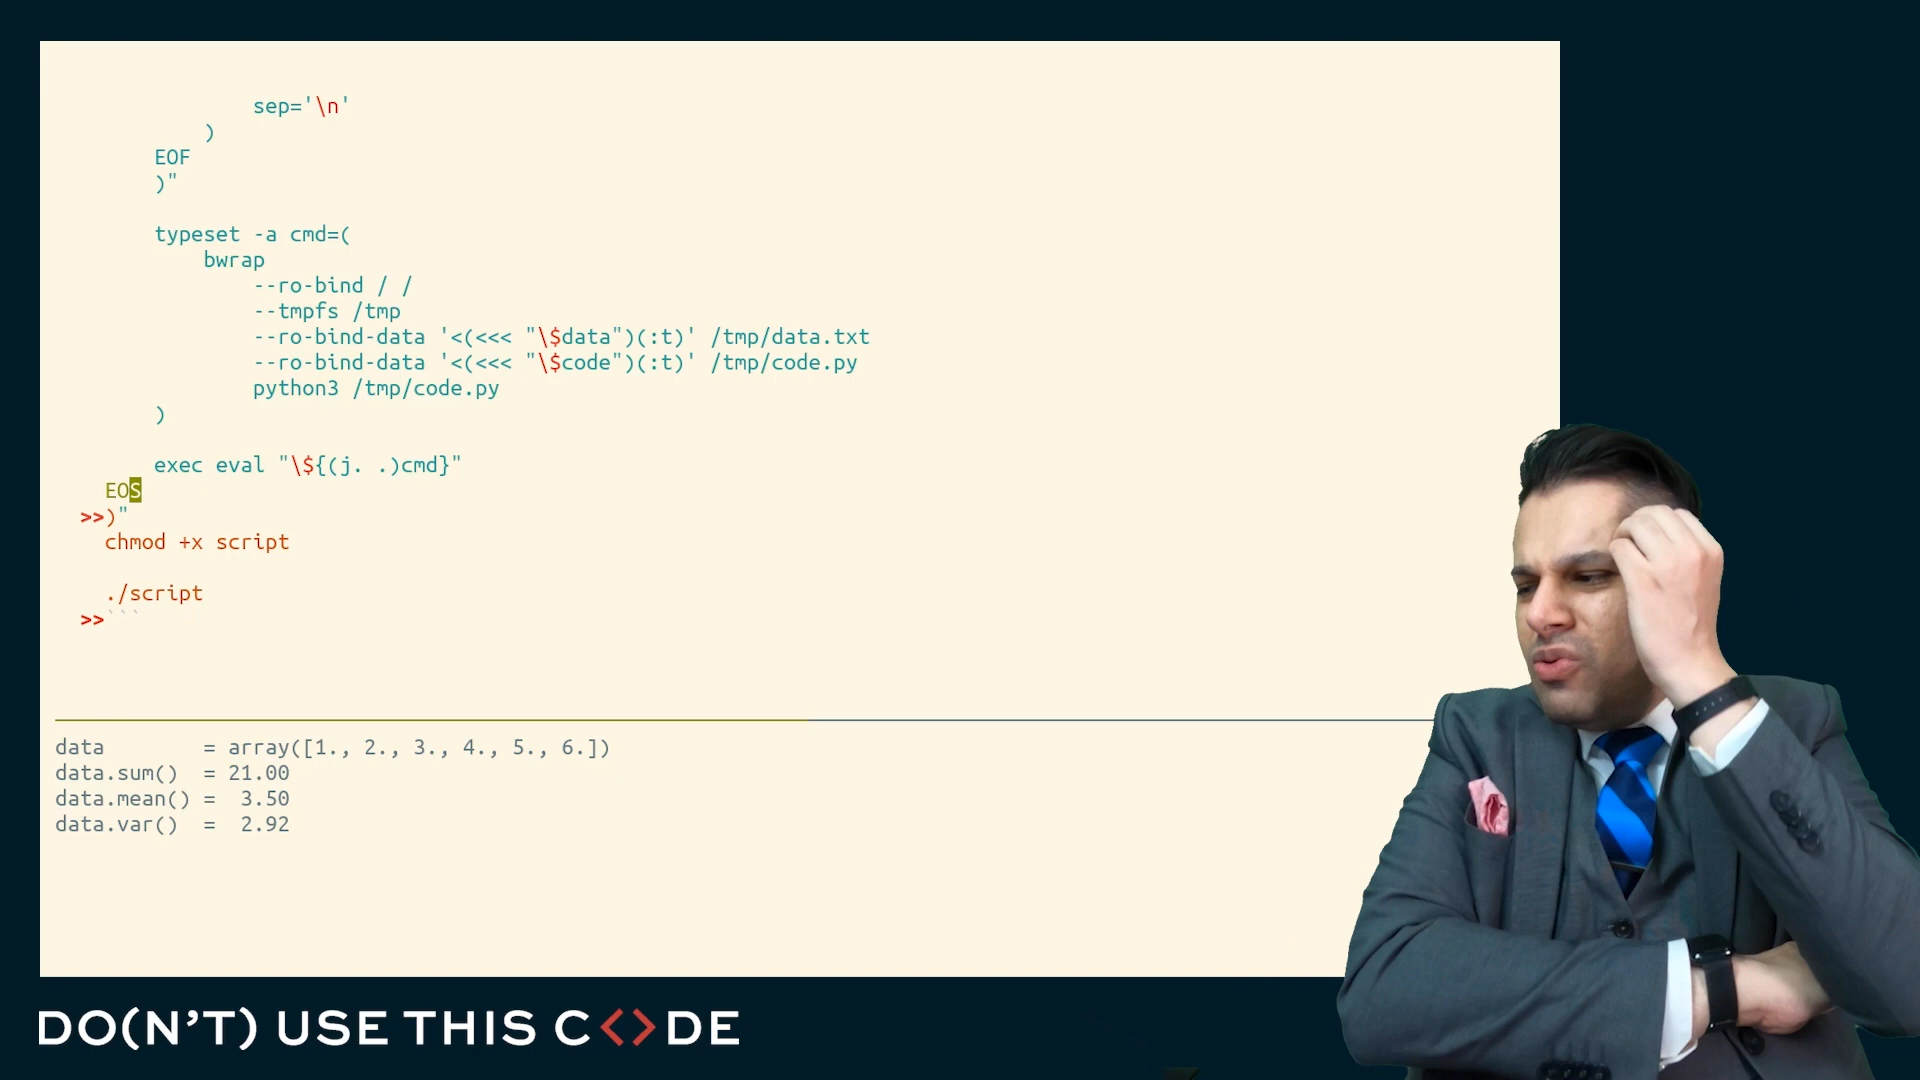 sep='\n'
)
EOF
)"
typeset -a cmd=(
bwrap
--ro-bind / /
--tmpfs /tmp
--ro-bind-data '<(<<< "\$data")(:t)' /tmp/data.txt
--ro-bind-data '<(<<< "\$code")(:t)' /tmp/code.py
python3 /tmp/code.py
)
exec eval "\${(j. .)cmd}"
EOS
>>)"
chmod +x script
./script
>>```
data        = array([1., 2., 3., 4., 5., 6.])
data.sum()  = 21.00
data.mean() =  3.50
data.var()  =  2.92
DO(N'T) USE THIS C<>DE